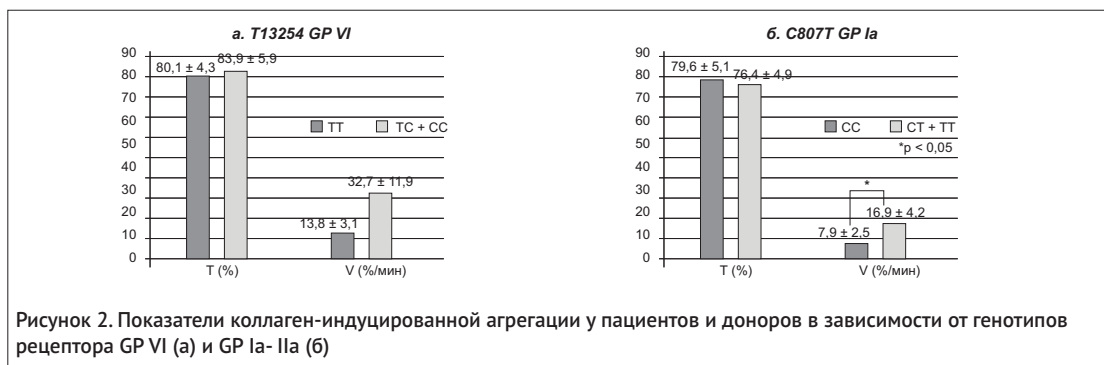 а. T13254 GP VI
90
80
70
60
50
40
30
20
10
0
80,1 ± 4,3
83,9 ± 5,9
TT
TC + CC
13,8 ± 3,1
32,7 ± 11,9
T (%)
V (%/мин)
б. C807T GP Ia
90
80
70
60
50
40
30
20
10
0
79,6 ± 5,1
76,4 ± 4,9
CC
CT + TT
*p < 0,05
*
7,9 ± 2,5
16,9 ± 4,2
T (%)
V (%/мин)
Рисунок 2. Показатели коллаген-индуцированной агрегации у пациентов и доноров в зависимости от генотипов
рецептора GP VI (а) и GP Ia- IIa (б)